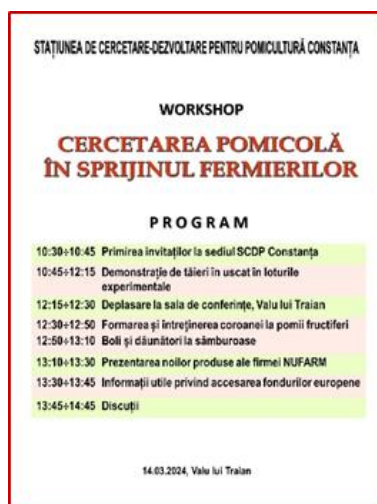 STAȚIUNEA DE CERCETARE-DEZVOLTARE PENTRU POMICULTURĂ CONSTANȚA
WORKSHOP
CERCETAREA POMICOLĂ
ÎN SPRIJINUL FERMIERILOR
PROGRAM
10:30÷10:45 Primirea invitaților la sediul SCDP Constanța
10:45÷12:15 Demonstrație de tăieri în uscat în loturile
experimentale
12:15÷12:30 Deplasare la sala de conferințe, Valu lui Traian
12:30÷12:50 Formarea și întreținerea coroanei la pomii fructiferi
12:50÷13:10 Boli și dăunători la sâmburoase
13:10÷13:30 Prezentarea noilor produse ale firmei NUFARM
13:30÷13:45 Informații utile privind accesarea fondurilor europene
13:45÷14:45 Discuții
14.03.2024, Valu lui Traian